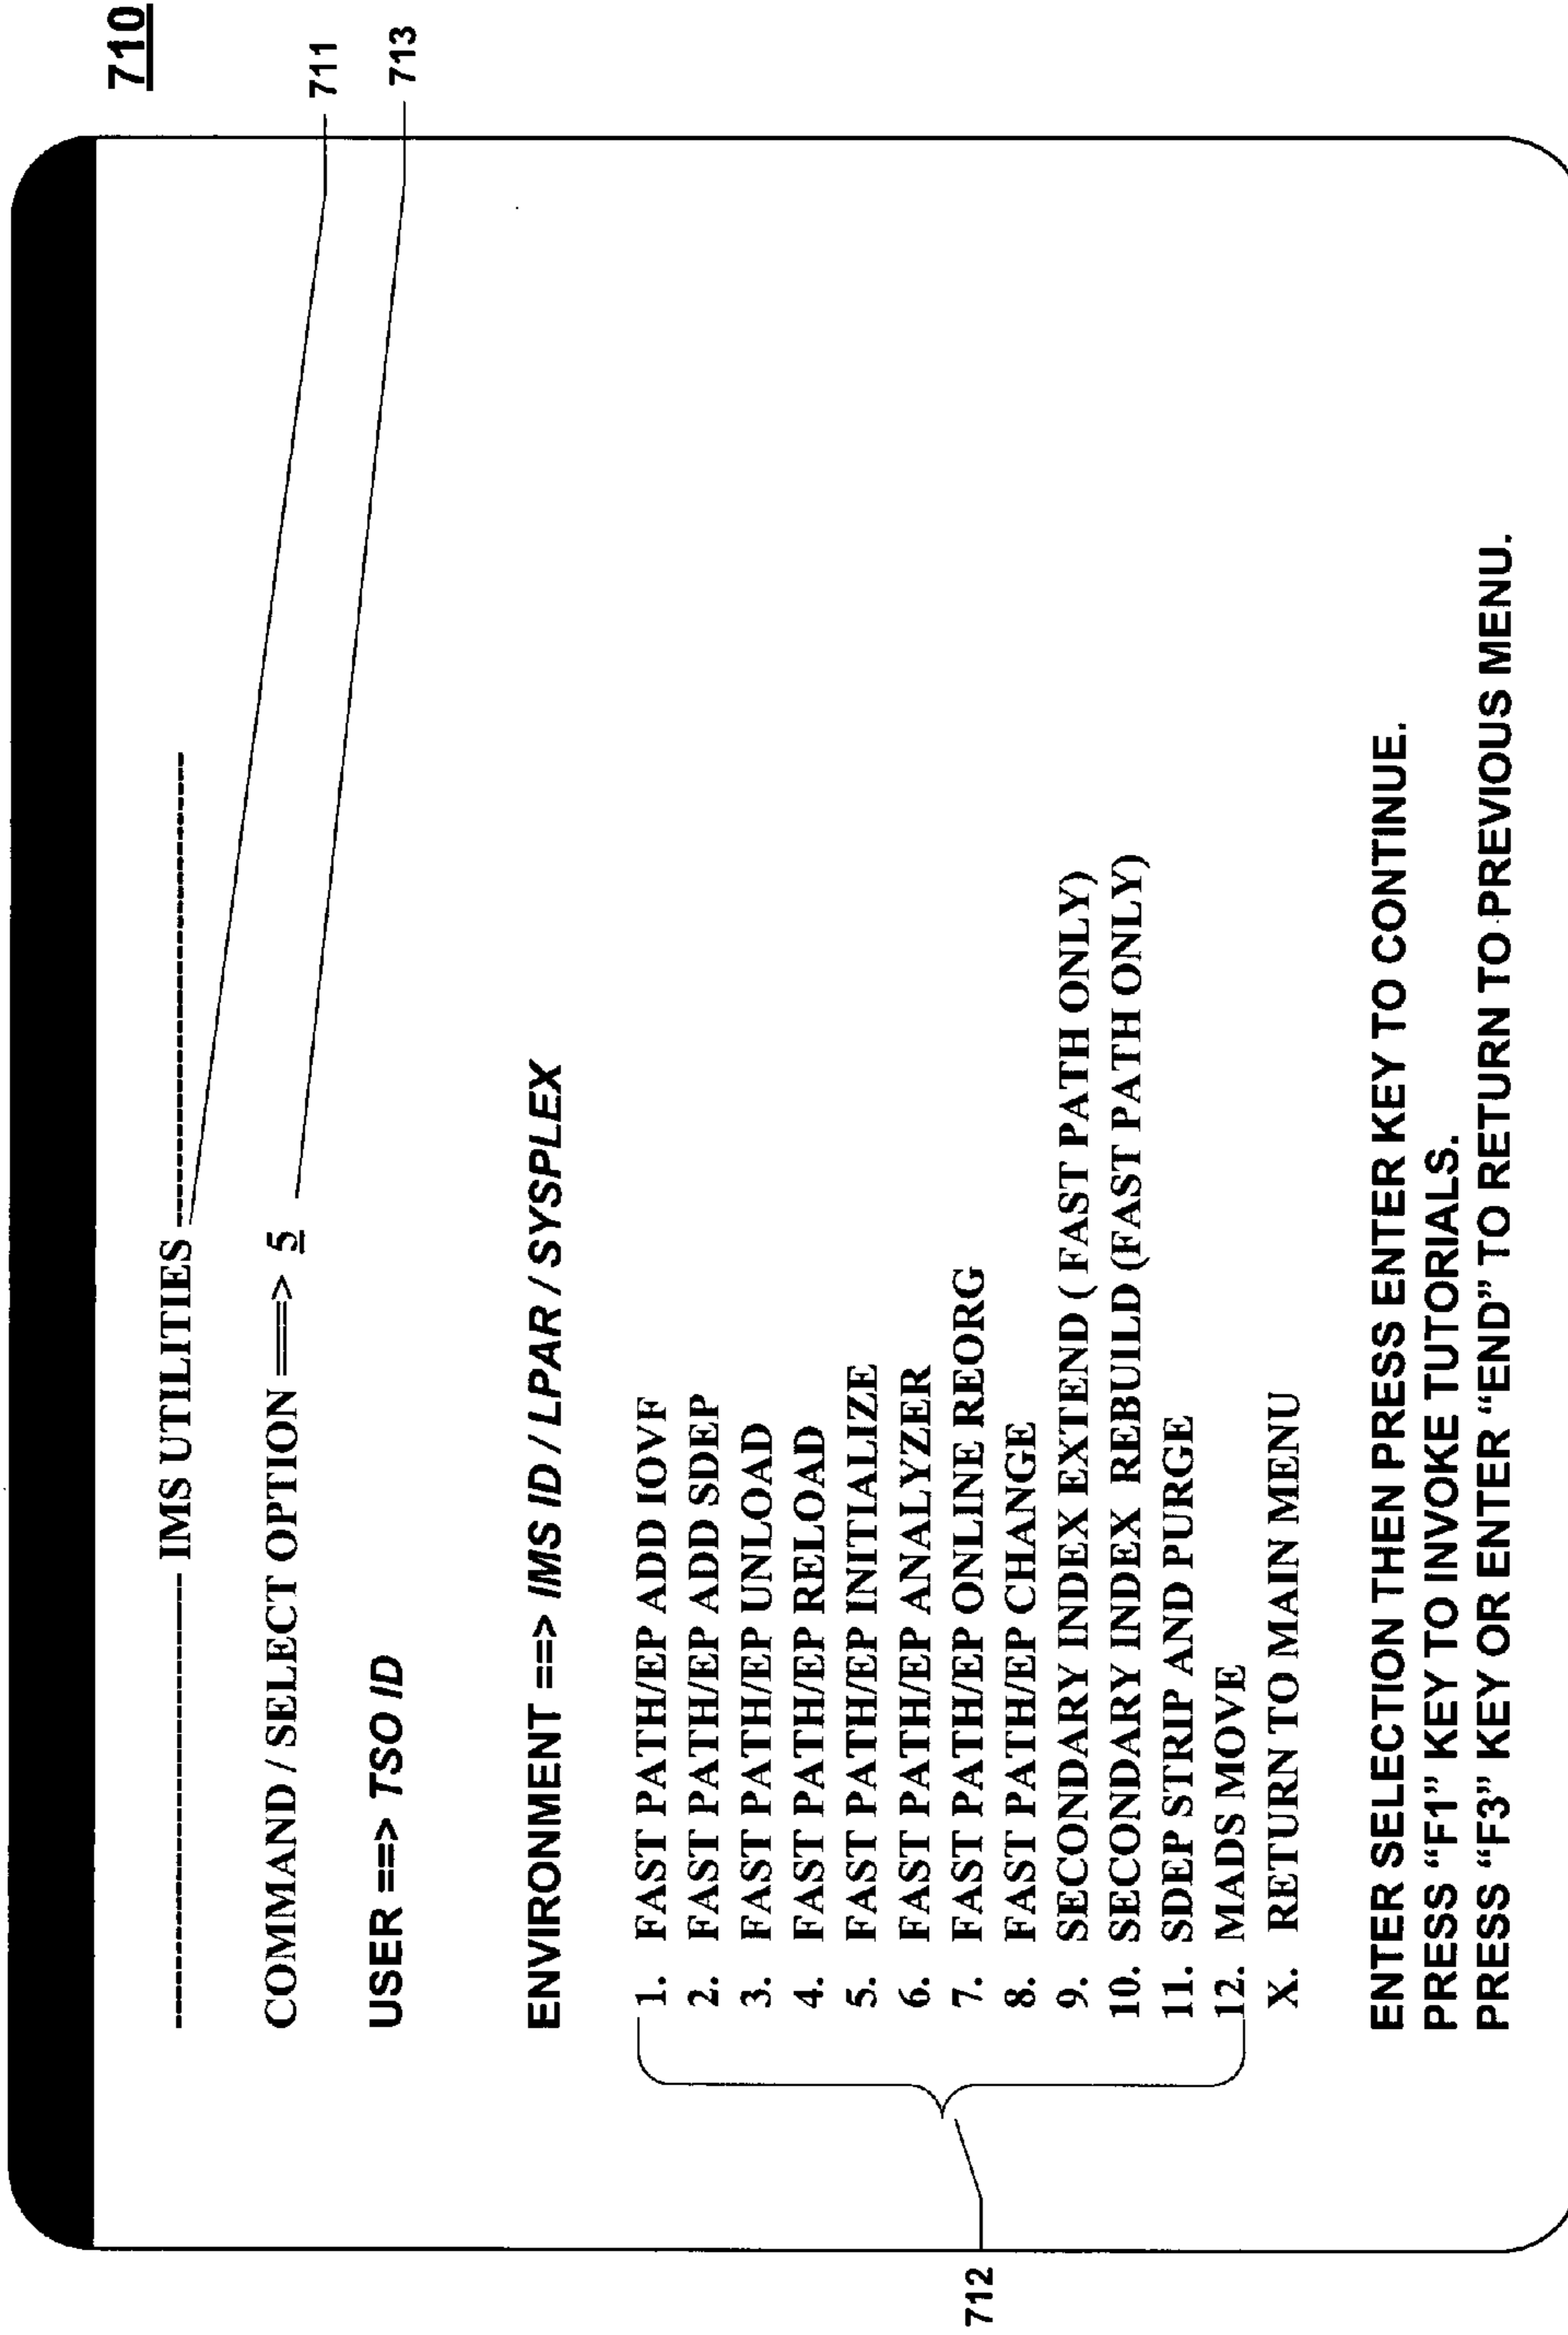 710
------------------------ IMS UTILITIES ------------------------
711
COMMAND / SELECT OPTION ===> 5
713
USER ==> TSO ID
ENVIRONMENT ==> IMS ID / LPAR / SYSPLEX
712
1. FAST PATH/EP ADD IOVF
2. FAST PATH/EP ADD SDEP
3. FAST PATH/EP UNLOAD
4. FAST PATH/EP RELOAD
5. FAST PATH/EP INITIALIZE
6. FAST PATH/EP ANALYZER
7. FAST PATH/EP ONLINE REORG
8. FAST PATH/EP CHANGE
9. SECONDARY INDEX EXTEND ( FAST PATH ONLY)
10. SECONDARY INDEX REBUILD (FAST PATH ONLY)
11. SDEP STRIP AND PURGE
12. MADS MOVE
X. RETURN TO MAIN MENU
ENTER SELECTION THEN PRESS ENTER KEY TO CONTINUE.
PRESS “F1” KEY TO INVOKE TUTORIALS.
PRESS “F3” KEY OR ENTER “END” TO RETURN TO PREVIOUS MENU.